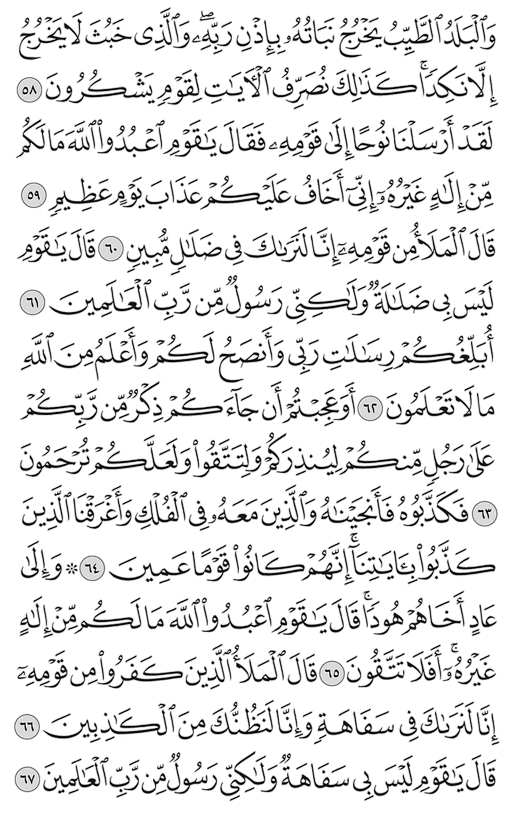 وَٱلْبَلَدُ ٱلطَّيِّبُ يَخْرُجُ نَبَاتُهُۥ بِإِذْنِ رَبِّهِۦۖ وَٱلَّذِى خَبُثَ لَا يَخْرُجُ
إِلَّا نَكِدًاۚ كَذَٰلِكَ نُصَرِّفُ ٱلْـَٔايَٰتِ لِقَوْمٍ يَشْكُرُونَ ٥٨
لَقَدْ أَرْسَلْنَا نُوحًا إِلَىٰ قَوْمِهِۦ فَقَالَ يَٰقَوْمِ ٱعْبُدُوا۟ ٱللَّهَ مَا لَكُم
مِّنْ إِلَٰهٍ غَيْرُهُۥٓ إِنِّىٓ أَخَافُ عَلَيْكُمْ عَذَابَ يَوْمٍ عَظِيمٍ ٥٩
قَالَ ٱلْمَلَأُ مِن قَوْمِهِۦٓ إِنَّا لَنَرَىٰكَ فِى ضَلَٰلٍ مُّبِينٍ ٦٠ قَالَ يَٰقَوْمِ
لَيْسَ بِى ضَلَٰلَةٌ وَلَٰكِنِّى رَسُولٌ مِّن رَّبِّ ٱلْعَٰلَمِينَ ٦١
أُبَلِّغُكُمْ رِسَٰلَٰتِ رَبِّى وَأَنصَحُ لَكُمْ وَأَعْلَمُ مِنَ ٱللَّهِ
مَا لَا تَعْلَمُونَ ٦٢ أَوَعَجِبْتُمْ أَن جَآءَكُمْ ذِكْرٌ مِّن رَّبِّكُمْ
عَلَىٰ رَجُلٍ مِّنكُمْ لِيُنذِرَكُمْ وَلِتَتَّقُوا۟ وَلَعَلَّكُمْ تُرْحَمُونَ
٦٣ فَكَذَّبُوهُ فَأَنجَيْنَٰهُ وَٱلَّذِينَ مَعَهُۥ فِى ٱلْفُلْكِ وَأَغْرَقْنَا ٱلَّذِينَ
كَذَّبُوا۟ بِـَٔايَٰتِنَآۚ إِنَّهُمْ كَانُوا۟ قَوْمًا عَمِينَ ٦٤ ۞ وَإِلَىٰ
عَادٍ أَخَاهُمْ هُودًاۚ قَالَ يَٰقَوْمِ ٱعْبُدُوا۟ ٱللَّهَ مَا لَكُم مِّنْ إِلَٰهٍ
غَيْرُهُۥٓۚ أَفَلَا تَتَّقُونَ ٦٥ قَالَ ٱلْمَلَأُ ٱلَّذِينَ كَفَرُوا۟ مِن قَوْمِهِۦٓ
إِنَّا لَنَرَىٰكَ فِى سَفَاهَةٍ وَإِنَّا لَنَظُنُّكَ مِنَ ٱلْكَٰذِبِينَ ٦٦
قَالَ يَٰقَوْمِ لَيْسَ بِى سَفَاهَةٌ وَلَٰكِنِّى رَسُولٌ مِّن رَّبِّ ٱلْعَٰلَمِينَ ٦٧